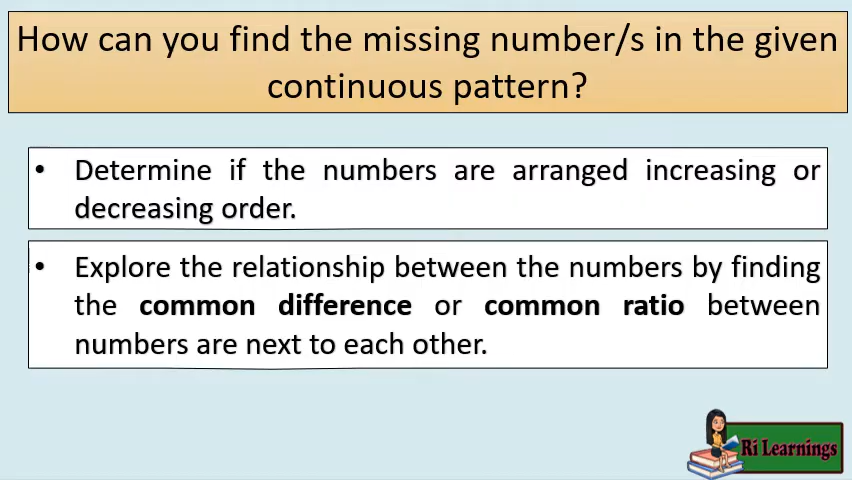 How can you find the missing number/s in the given
continuous pattern?
• Determine if the numbers are arranged increasing or
decreasing order.
• Explore the relationship between the numbers by finding
the common difference or common ratio between
numbers are next to each other.
Ri Learnings